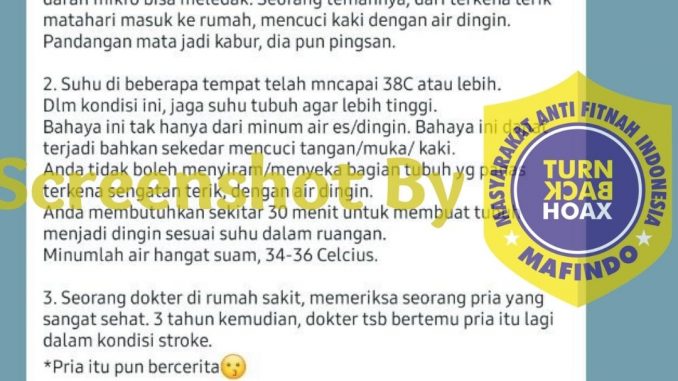 darah mikro bisa meledak. Seorang temannya, dari terkena terik
matahari masuk ke rumah, mencuci kaki dengan air dingin.
Pandangan mata jadi kabur, dia pun pingsan.
2. Suhu di beberapa tempat telah mncapai 38C atau lebih.
Dlm kondisi ini, jaga suhu tubuh agar lebih tinggi.
Bahaya ini tak hanya dari minum air es/dingin. Bahaya ini dapat
terjadi bahkan sekedar mencuci tangan/muka/ kaki.
Anda tidak boleh menyiram/menyeka bagian tubuh yg panas
terkena sengatan terik, dengan air dingin.
Anda membutuhkan sekitar 30 menit untuk membuat tubuh
menjadi dingin sesuai suhu dalam ruangan.
Minumlah air hangat suam, 34-36 Celcius.
3. Seorang dokter di rumah sakit, memeriksa seorang pria yang
sangat sehat. 3 tahun kemudian, dokter tsb bertemu pria itu lagi
dalam kondisi stroke.
*Pria itu pun bercerita😗
Screenshot By
MASYARAKAT ANTI FITNAH INDONESIA
TURN
BACK
HOAX
MAFINDO